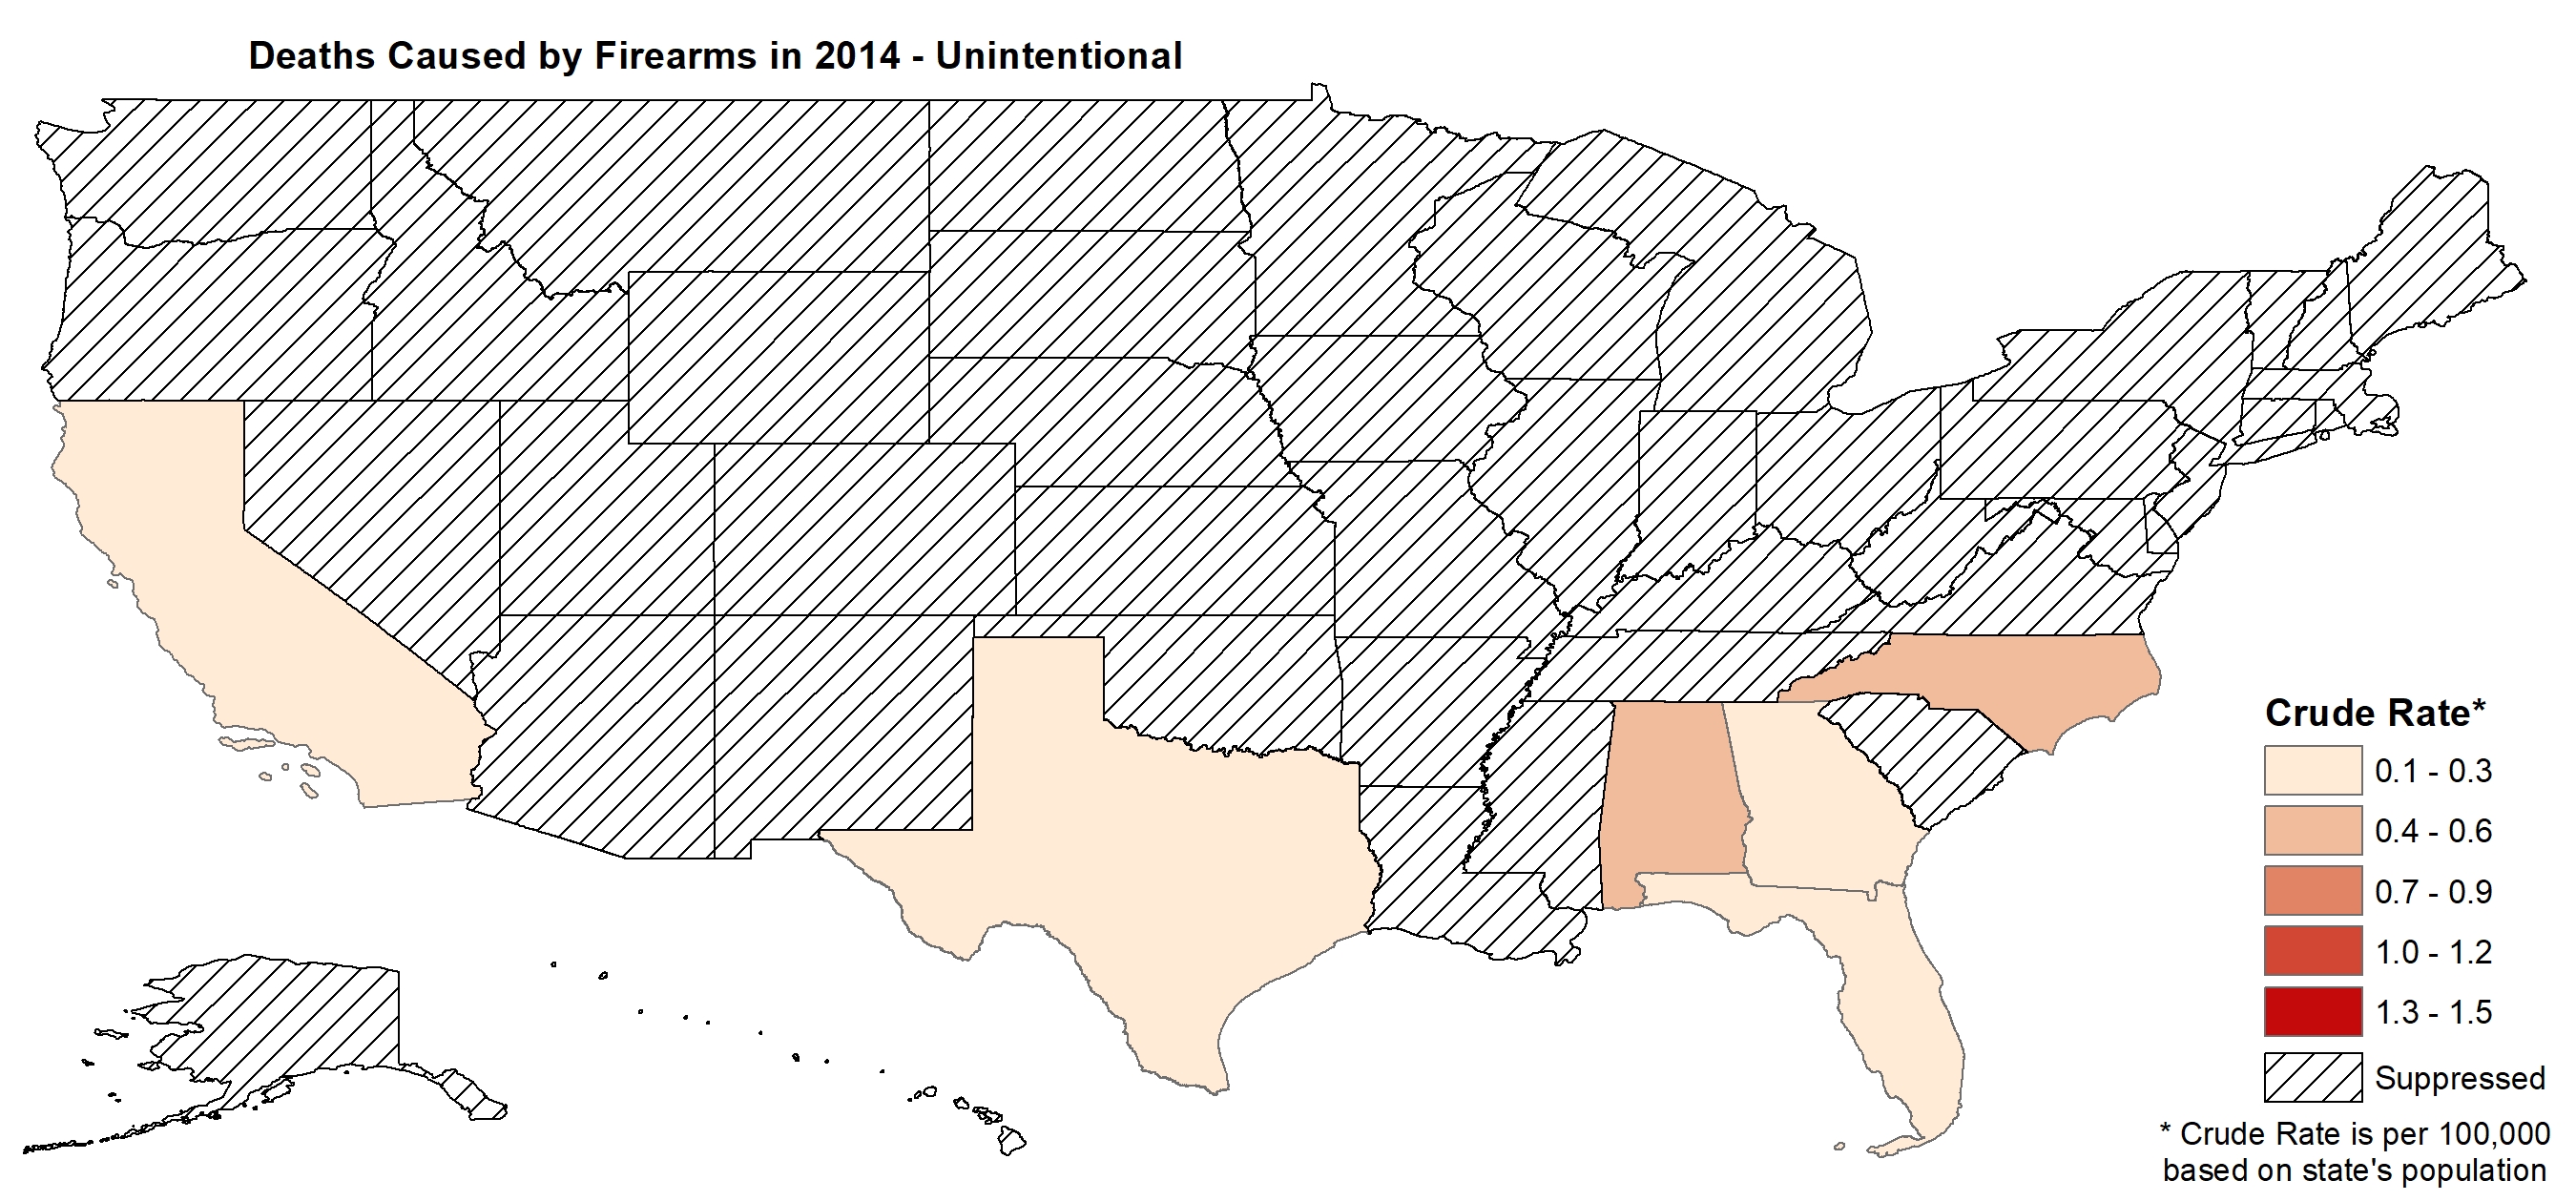 Deaths Caused by Firearms in 2014 - Unintentional
Crude Rate*
0.1 - 0.3
0.4 - 0.6
0.7 - 0.9
1.0 - 1.2
1.3 - 1.5
Suppressed
* Crude Rate is per 100,000
based on state's population